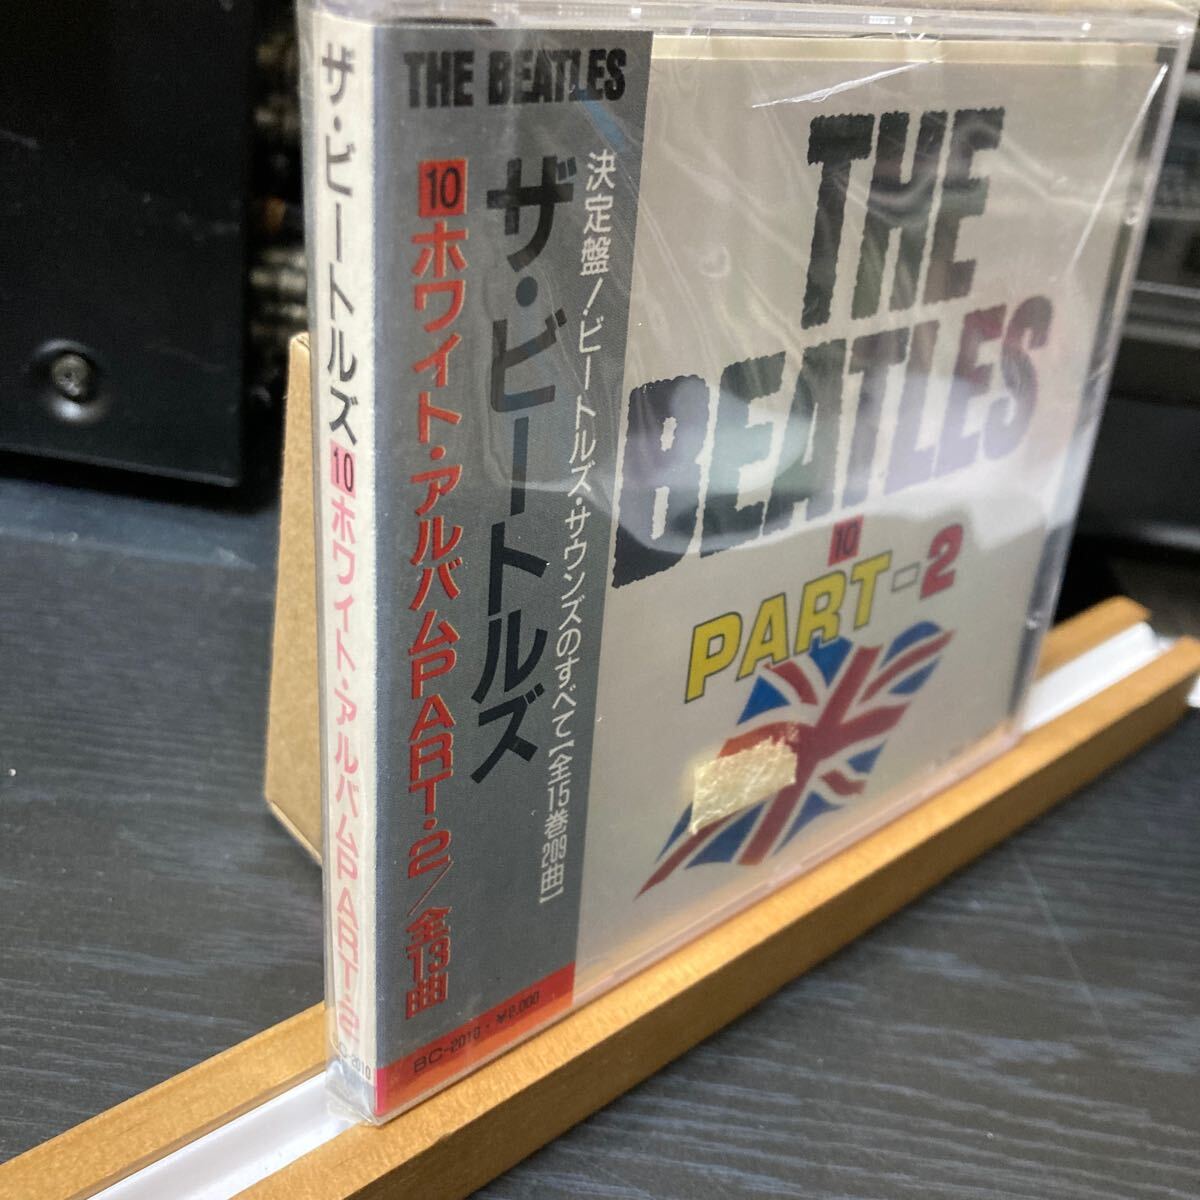 ザ・ビートルズ 10 ホワイト・アルバムPART・2
C-2010
THE BEATLES
決定盤!ビートルズ・サウンズのすべて[全15巻209曲]
ザ・ビートルズ
10 ホワイト・アルバムPART・2/全13曲
BC-2010・¥2,000
THE
BEATLES
10
PART-2